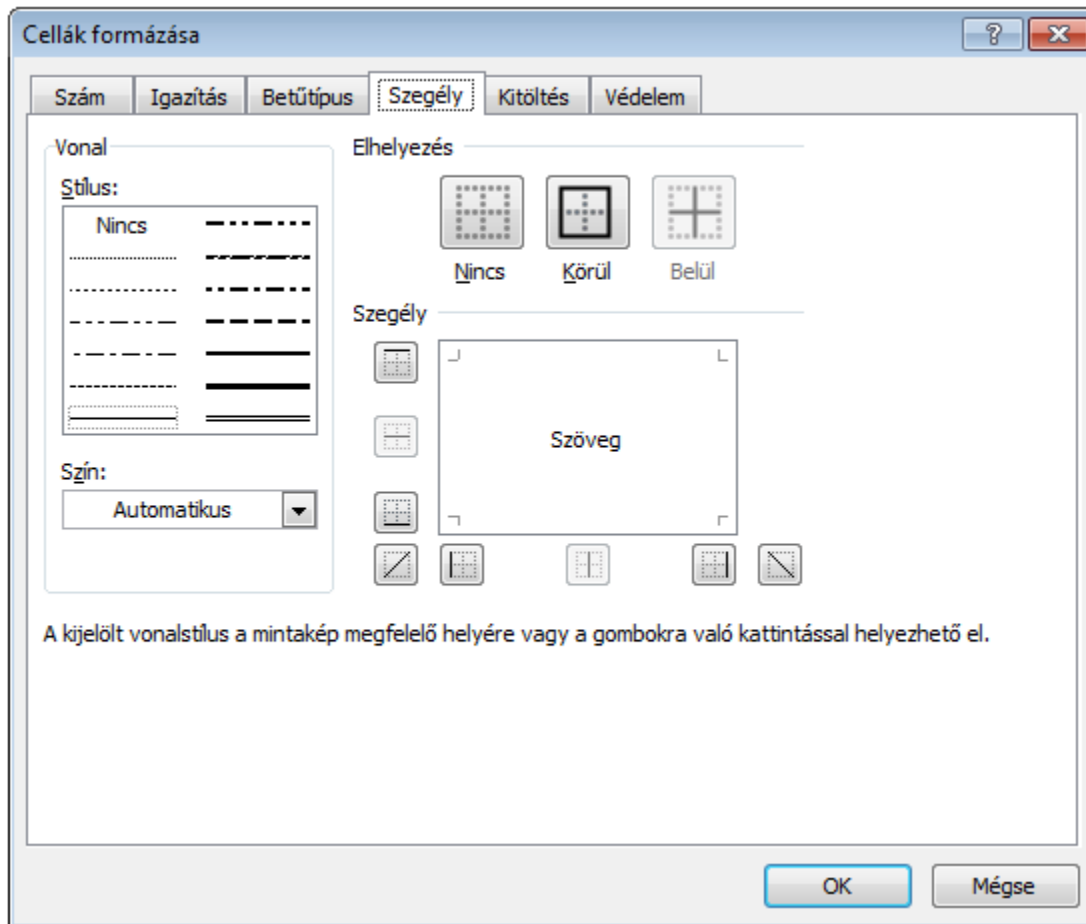 Cellák formázása
Szám Igazítás Betűtípus Szegély Kitöltés Védelem
Vonal
Stílus:
Nincs
Szín:
Automatikus
Elhelyezés
Nincs Körül Belül
Szegély
Szöveg
A kijelölt vonalstílus a mintakép megfelelő helyére vagy a gombokra való kattintással helyezhető el.
OK Mégse